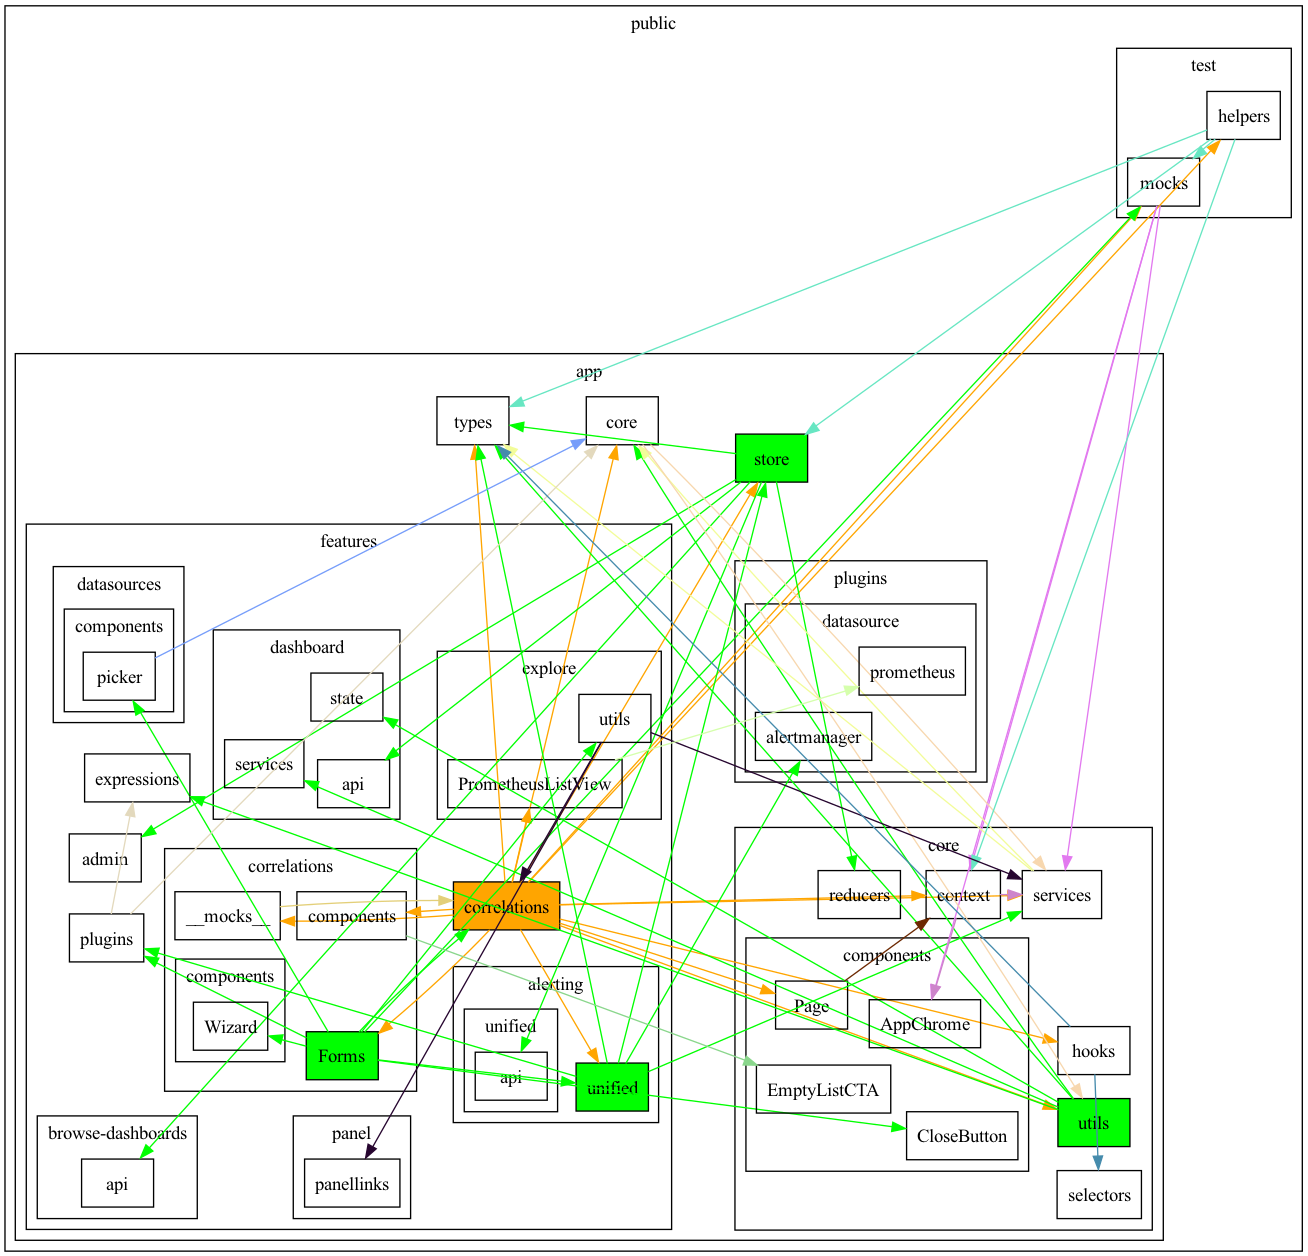 public
test
helpers
mocks
app
types
core
store
features
datasources
components
picker
dashboard
state
services
api
explore
utils
PrometheusListView
plugins
datasource
prometheus
alertmanager
expressions
admin
plugins
correlations
__mocks__
components
components
Wizard
Forms
correlations
alerting
unified
api
unified
browse-dashboards
api
panel
panellinks
core
reducers
context
services
components
Page
AppChrome
EmptyListCTA
CloseButton
hooks
utils
selectors